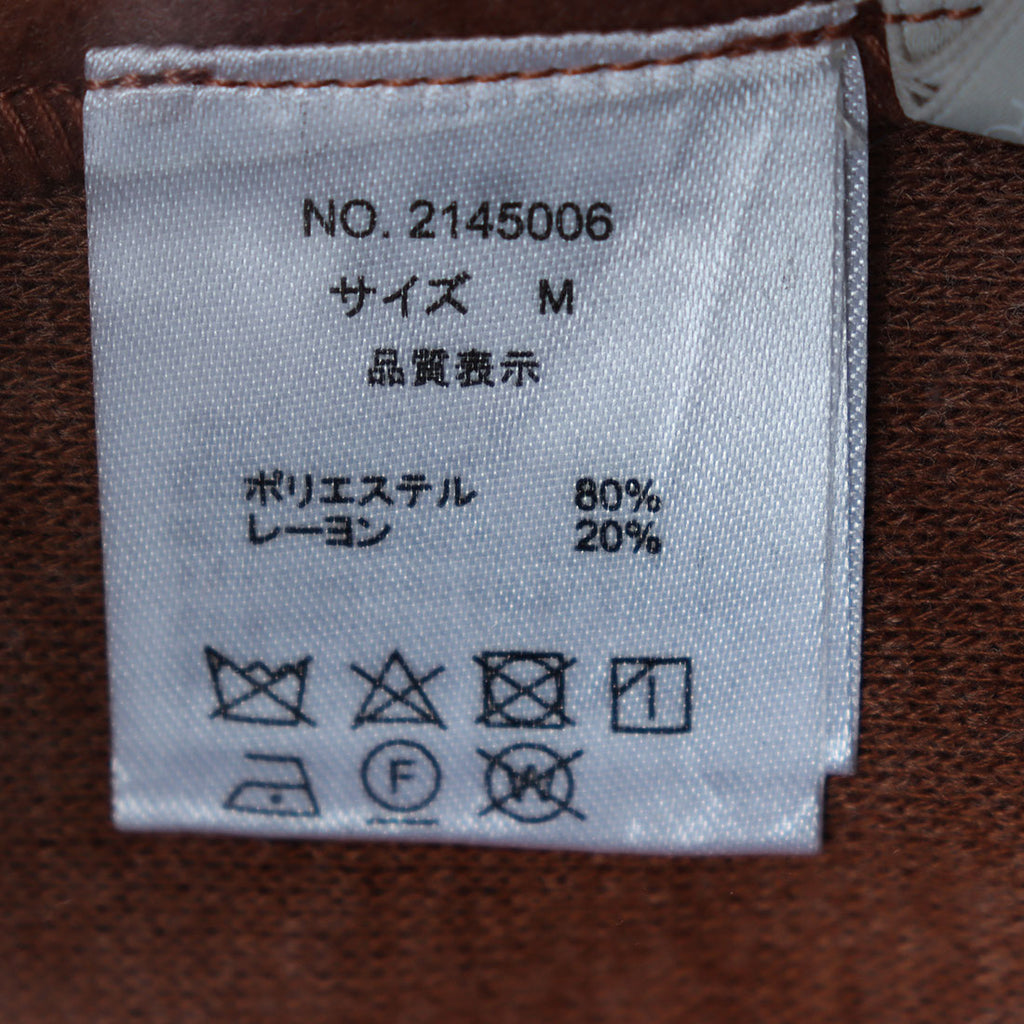 NO. 2145006
サイズ M
品質表示
ポリエステル 80%
レーヨン 20%
F
W